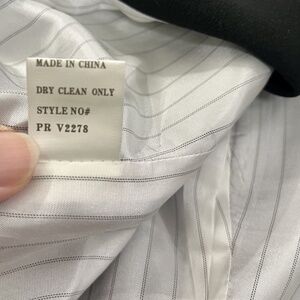 MADE IN CHINA
DRY CLEAN ONLY
STYLE NO#
PR V2278